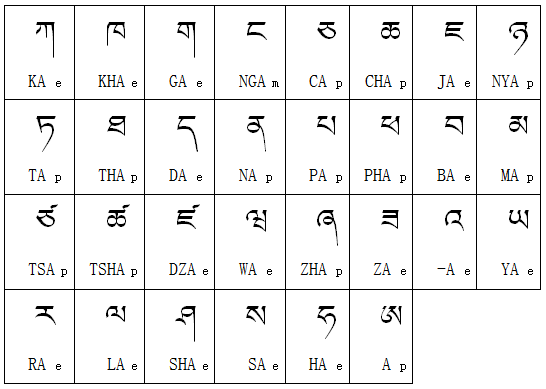 ཀ ཁ ག ང ཅ ཆ ཇ ཉ
KA e KHA e GA e NGA m CA p CHA p JA e NYA p
ཏ ཐ ད ན པ ཕ བ མ
TA p THA p DA e NA p PA p PHA p BA e MA p
ཙ ཚ ཛ ཝ ཞ ཟ འ ཡ
TSA p TSHA p DZA e WA e ZHA p ZA e -A e YA e
ར ལ ཤ ས ཧ ཨ
RA e LA e SHA e SA e HA e A p